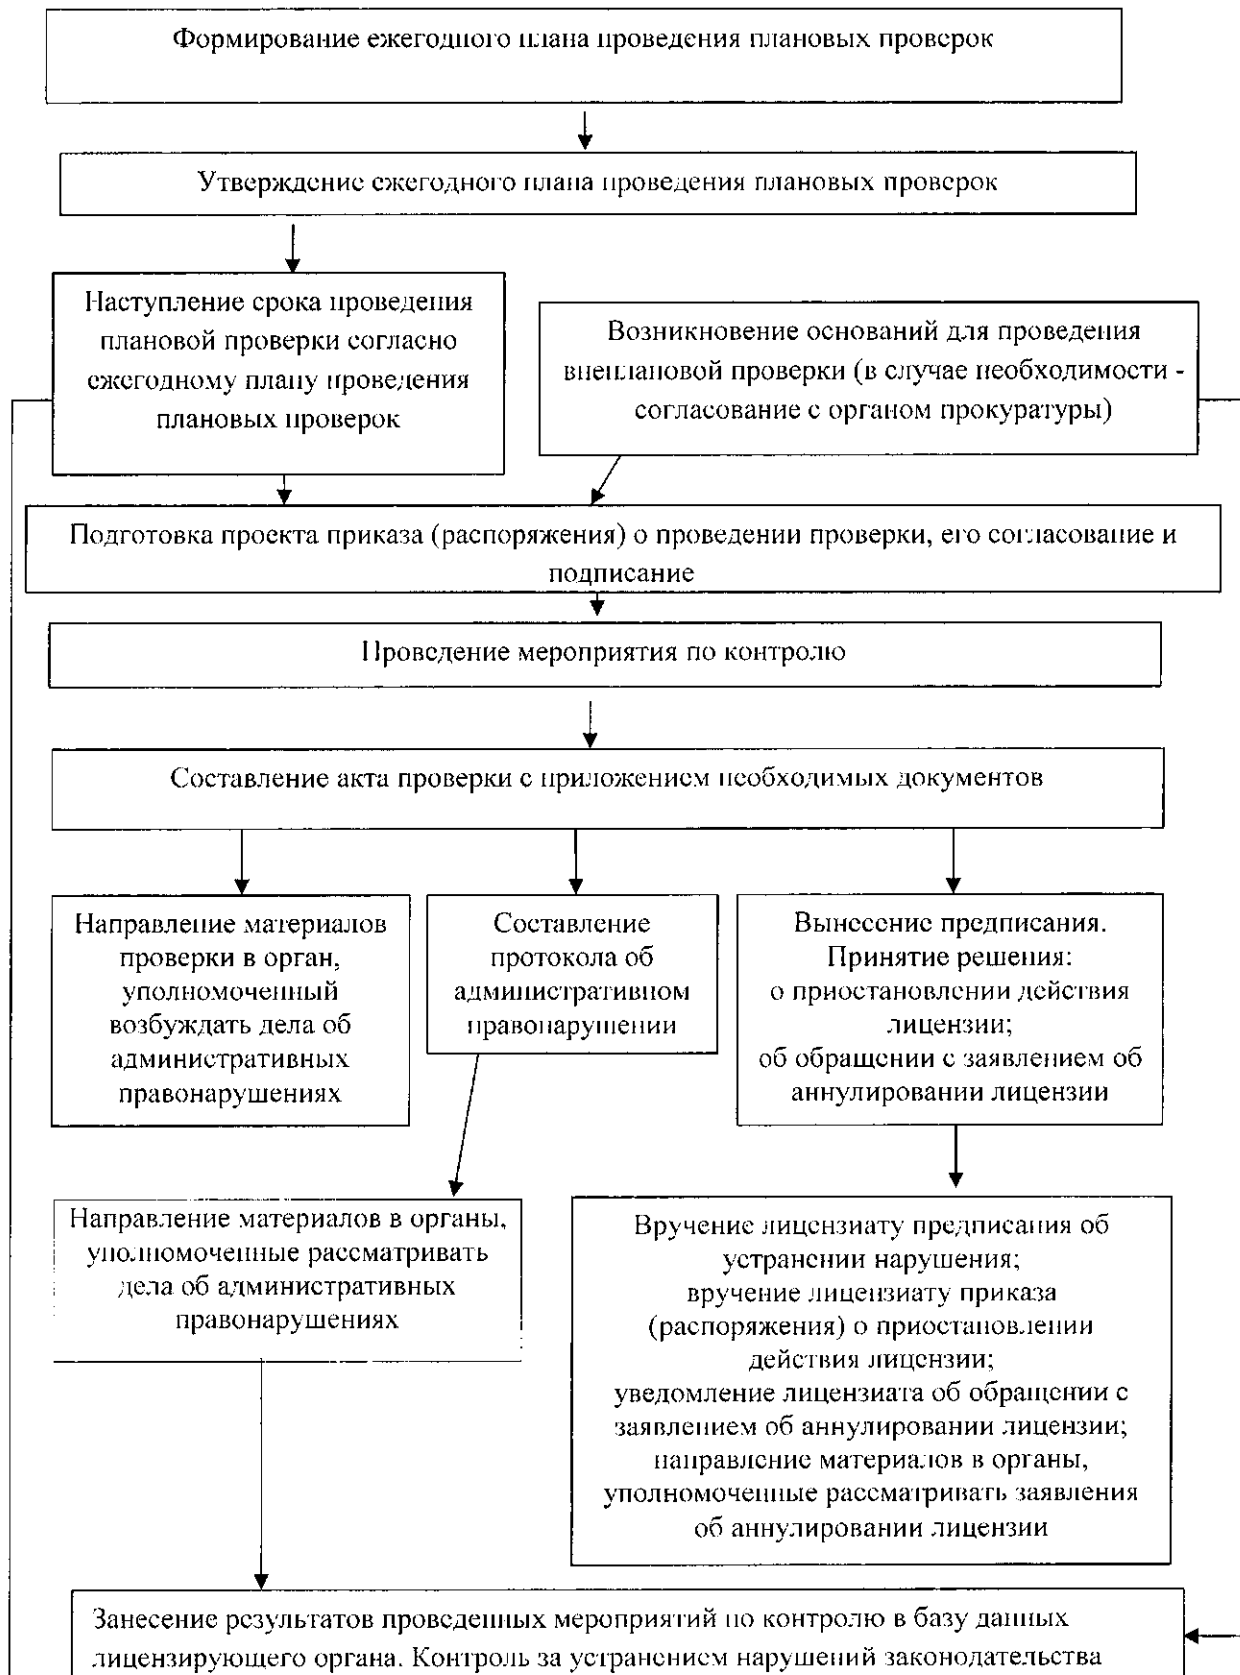 Формирование ежегодного плана проведения плановых проверок
Утверждение ежегодного плана проведения плановых проверок
Наступление срока проведения
плановой проверки согласно
ежегодному плану проведения
плановых проверок
Возникновение оснований для проведения
внеплановой проверки (в случае необходимости -
согласование с органом прокуратуры)
Подготовка проекта приказа (распоряжения) о проведении проверки, его согласование и
подписание
Проведение мероприятия по контролю
Составление акта проверки с приложением необходимых документов
Направление материалов
проверки в орган,
уполномоченный
возбуждать дела об
административных
правонарушениях
Составление
протокола об
административном
правонарушении
Вынесение предписания.
Принятие решения:
о приостановлении действия
лицензии;
об обращении с заявлением об
аннулировании лицензии
Направление материалов в органы,
уполномоченные рассматривать
дела об административных
правонарушениях
Вручение лицензиату предписания об
устранении нарушения;
вручение лицензиату приказа
(распоряжения) о приостановлении
действия лицензии;
уведомление лицензиата об обращении с
заявлением об аннулировании лицензии;
направление материалов в органы,
уполномоченные рассматривать заявления
об аннулировании лицензии
Занесение результатов проведенных мероприятий по контролю в базу данных
лицензирующего органа. Контроль за устранением нарушений законодательства